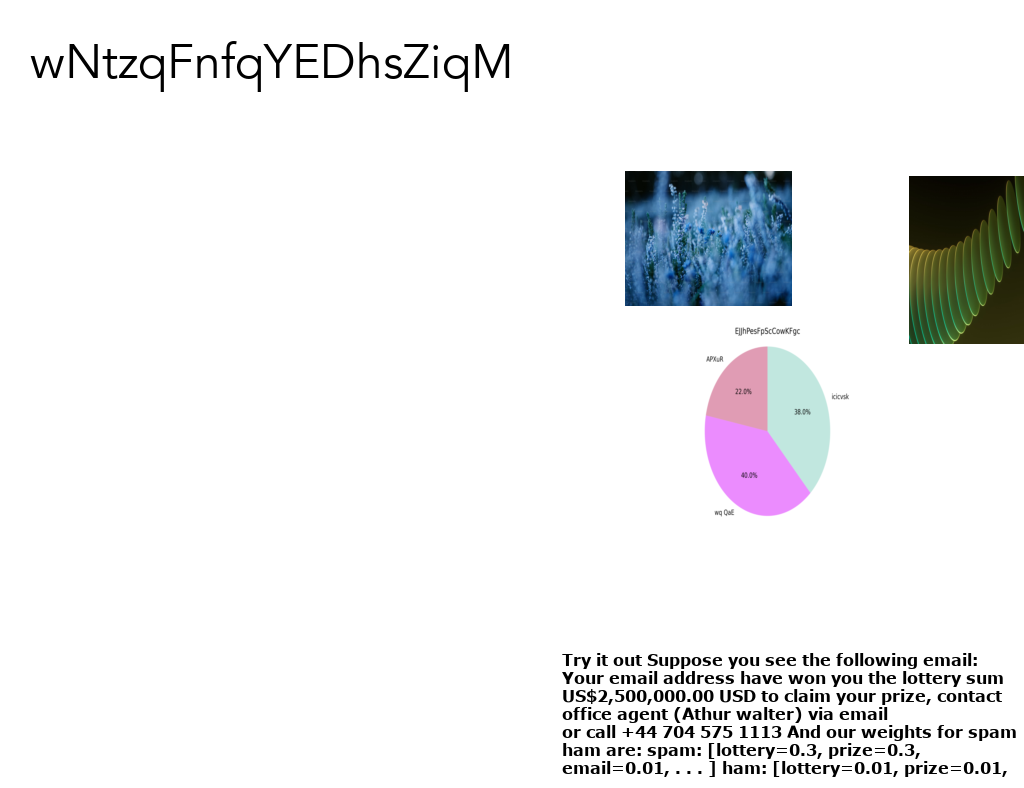 wNtzqFnfqYEDhsZiqM
EJJhPesFpScCowKFgc
APXuR
22.0%
icicvsk
38.0%
40.0%
wq QaE
Try it out Suppose you see the following email:
Your email address have won you the lottery sum
US$2,500,000.00 USD to claim your prize, contact
office agent (Athur walter) via email
or call +44 704 575 1113 And our weights for spam
ham are: spam: [lottery=0.3, prize=0.3,
email=0.01, . . . ] ham: [lottery=0.01, prize=0.01,